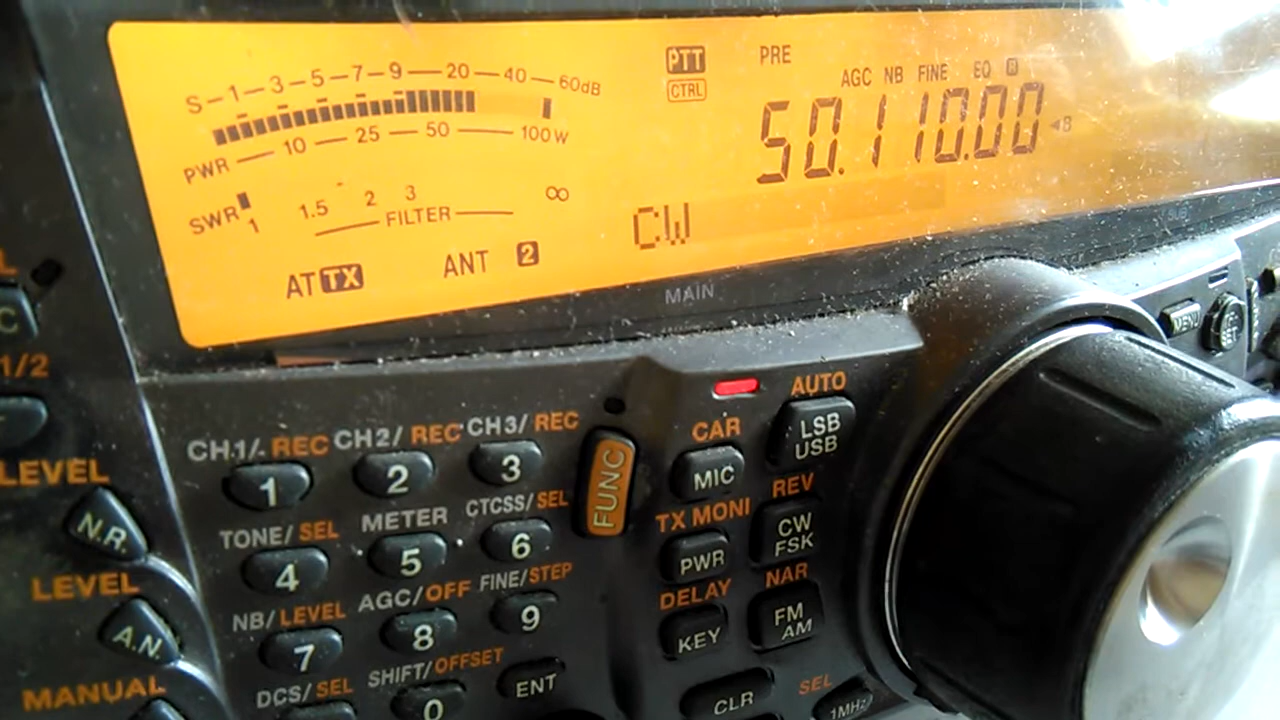 S–1–3–5–7–9—20—40—60dB
PTT PRE
CTRL AGC NB FINE EQ B
50.110.00 ◄B
PWR — 10 — 25 — 50 —— 100W
SWR 1 1.5 2 3 ∞
FILTER
CW
AT TX ANT 2
MAIN
MENU
C
1/2
AUTO
CH1/. REC CH2/ REC CH3/ REC CAR LSB USB
LEVEL 1 2 3 FUNC MIC
REV
TONE/ SEL METER CTCSS/SEL TX MONI CW FSK
N.R. 4 5 6 PWR
LEVEL NB/LEVEL AGC/OFF FINE/STEP DELAY NAR
A.N. 7 8 9 KEY FM AM
MANUAL DCS/SEL SHIFT/OFFSET ENT SEL
0 CLR 1MHz